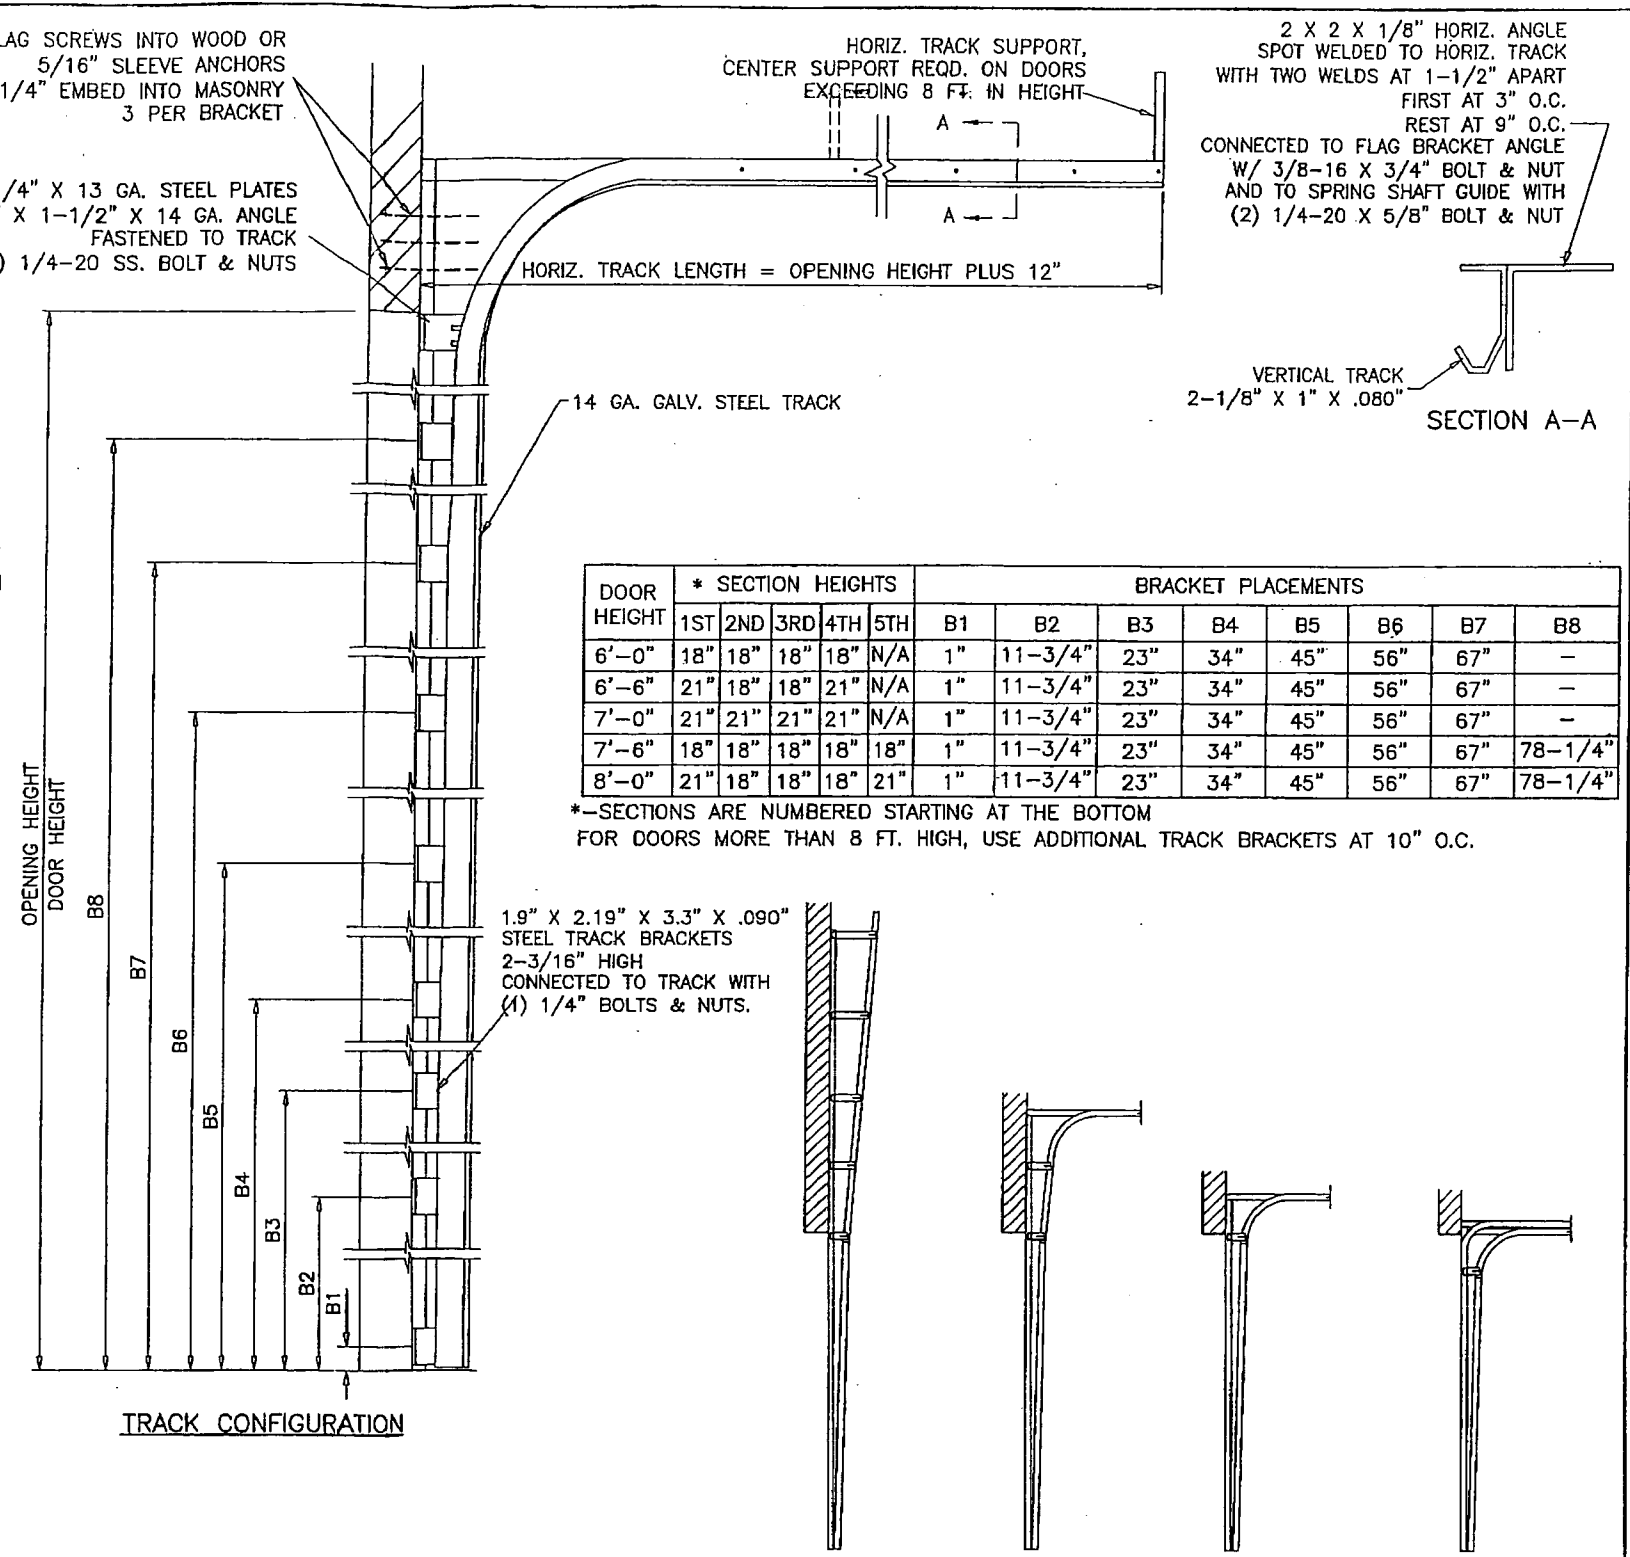 LAG SCREWS INTO WOOD OR
5/16" SLEEVE ANCHORS
1/4" EMBED INTO MASONRY
3 PER BRACKET
/4" X 13 GA. STEEL PLATES
X 1-1/2" X 14 GA. ANGLE
FASTENED TO TRACK
) 1/4-20 SS. BOLT & NUTS
HORIZ. TRACK SUPPORT,
CENTER SUPPORT REQD. ON DOORS
EXCEEDING 8 FT. IN HEIGHT
A
A
2 X 2 X 1/8" HORIZ. ANGLE
SPOT WELDED TO HORIZ. TRACK
WITH TWO WELDS AT 1-1/2" APART
FIRST AT 3" O.C.
REST AT 9" O.C.
CONNECTED TO FLAG BRACKET ANGLE
W/ 3/8-16 X 3/4" BOLT & NUT
AND TO SPRING SHAFT GUIDE WITH
(2) 1/4-20 X 5/8" BOLT & NUT
HORIZ. TRACK LENGTH = OPENING HEIGHT PLUS 12"
14 GA. GALV. STEEL TRACK
VERTICAL TRACK
2-1/8" X 1" X .080"
SECTION A-A
DOOR HEIGHT * SECTION HEIGHTS BRACKET PLACEMENTS
1ST 2ND 3RD 4TH 5TH B1 B2 B3 B4 B5 B6 B7 B8
6'-0" 18" 18" 18" 18" N/A 1" 11-3/4" 23" 34" 45" 56" 67" -
6'-6" 21" 18" 18" 21" N/A 1" 11-3/4" 23" 34" 45" 56" 67" -
7'-0" 21" 21" 21" 21" N/A 1" 11-3/4" 23" 34" 45" 56" 67" -
7'-6" 18" 18" 18" 18" 18" 1" 11-3/4" 23" 34" 45" 56" 67" 78-1/4"
8'-0" 21" 18" 18" 18" 21" 1" 11-3/4" 23" 34" 45" 56" 67" 78-1/4"
*-SECTIONS ARE NUMBERED STARTING AT THE BOTTOM
FOR DOORS MORE THAN 8 FT. HIGH, USE ADDITIONAL TRACK BRACKETS AT 10" O.C.
OPENING HEIGHT
DOOR HEIGHT
B8
B7
B6
B5
B4
B3
B2
B1
1.9" X 2.19" X 3.3" X .090"
STEEL TRACK BRACKETS
2-3/16" HIGH
CONNECTED TO TRACK WITH
(1) 1/4" BOLTS & NUTS.
TRACK CONFIGURATION